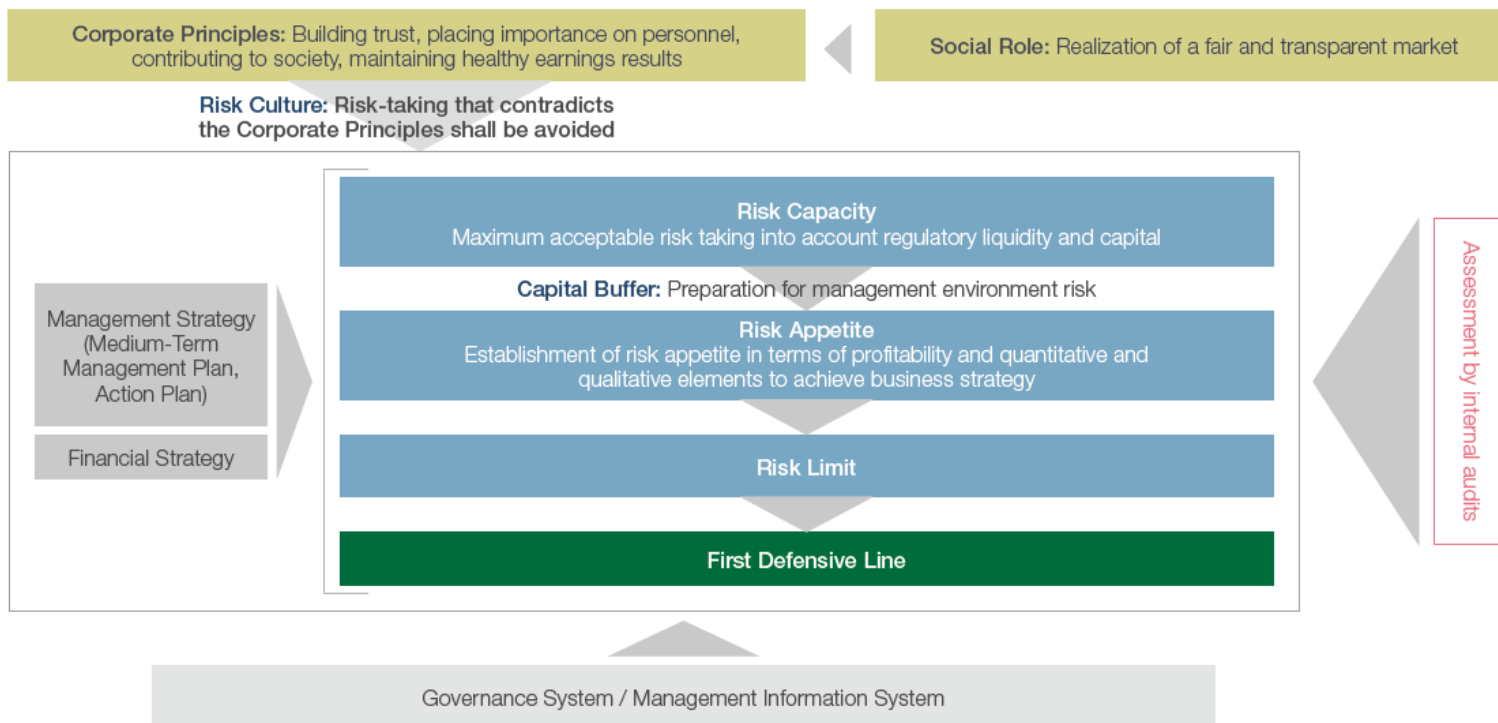 Corporate Principles: Building trust, placing importance on personnel,
contributing to society, maintaining healthy earnings results
Social Role: Realization of a fair and transparent market
Risk Culture: Risk-taking that contradicts
the Corporate Principles shall be avoided
Management Strategy
(Medium-Term
Management Plan,
Action Plan)
Financial Strategy
Risk Capacity
Maximum acceptable risk taking into account regulatory liquidity and capital
Capital Buffer: Preparation for management environment risk
Risk Appetite
Establishment of risk appetite in terms of profitability and quantitative and
qualitative elements to achieve business strategy
Risk Limit
First Defensive Line
Assessment by internal audits
Governance System / Management Information System